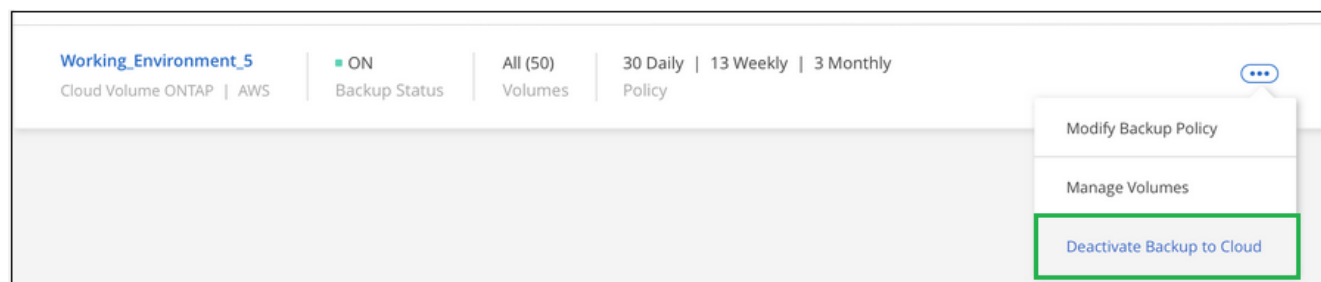 Working_Environment_5
Cloud Volume ONTAP | AWS
ON
Backup Status
All (50)
Volumes
30 Daily | 13 Weekly | 3 Monthly
Policy
Modify Backup Policy
Manage Volumes
Deactivate Backup to Cloud